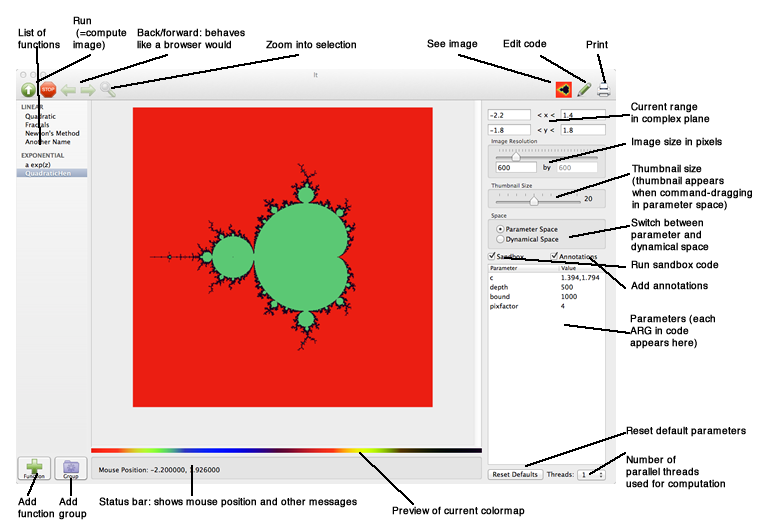 Run
(=compute
image)
List of
functions
Back/forward: behaves
like a browser would
Zoom into selection
See image
Edit code
Print
It
STOP
LINEAR
Quadratic
Fractals
Newton's Method
Another Name
EXPONENTIAL
a exp(z)
QuadraticHen
-2.2
< x <
1.4
-1.8
< y <
1.8
Image Resolution
600
by
600
Thumbnail Size
20
Space
Parameter Space
Dynamical Space
Sandbox
Annotations
Parameter Value
c 1.394,1.794
depth 500
bound 1000
pixfactor 4
Current range
in complex plane
Image size in pixels
Thumbnail size
(thumbnail appears
when command-dragging
in parameter space)
Switch between
parameter and
dynamical space
Run sandbox code
Add annotations
Parameters (each
ARG in code
appears here)
Reset default parameters
Number of
parallel threads
used for computation
Reset Defaults
Threads:
1
Function
Group
Mouse Position: -2.200000, 1.926000
Add
function
Add
group
Status bar: shows mouse position and other messages
Preview of current colormap